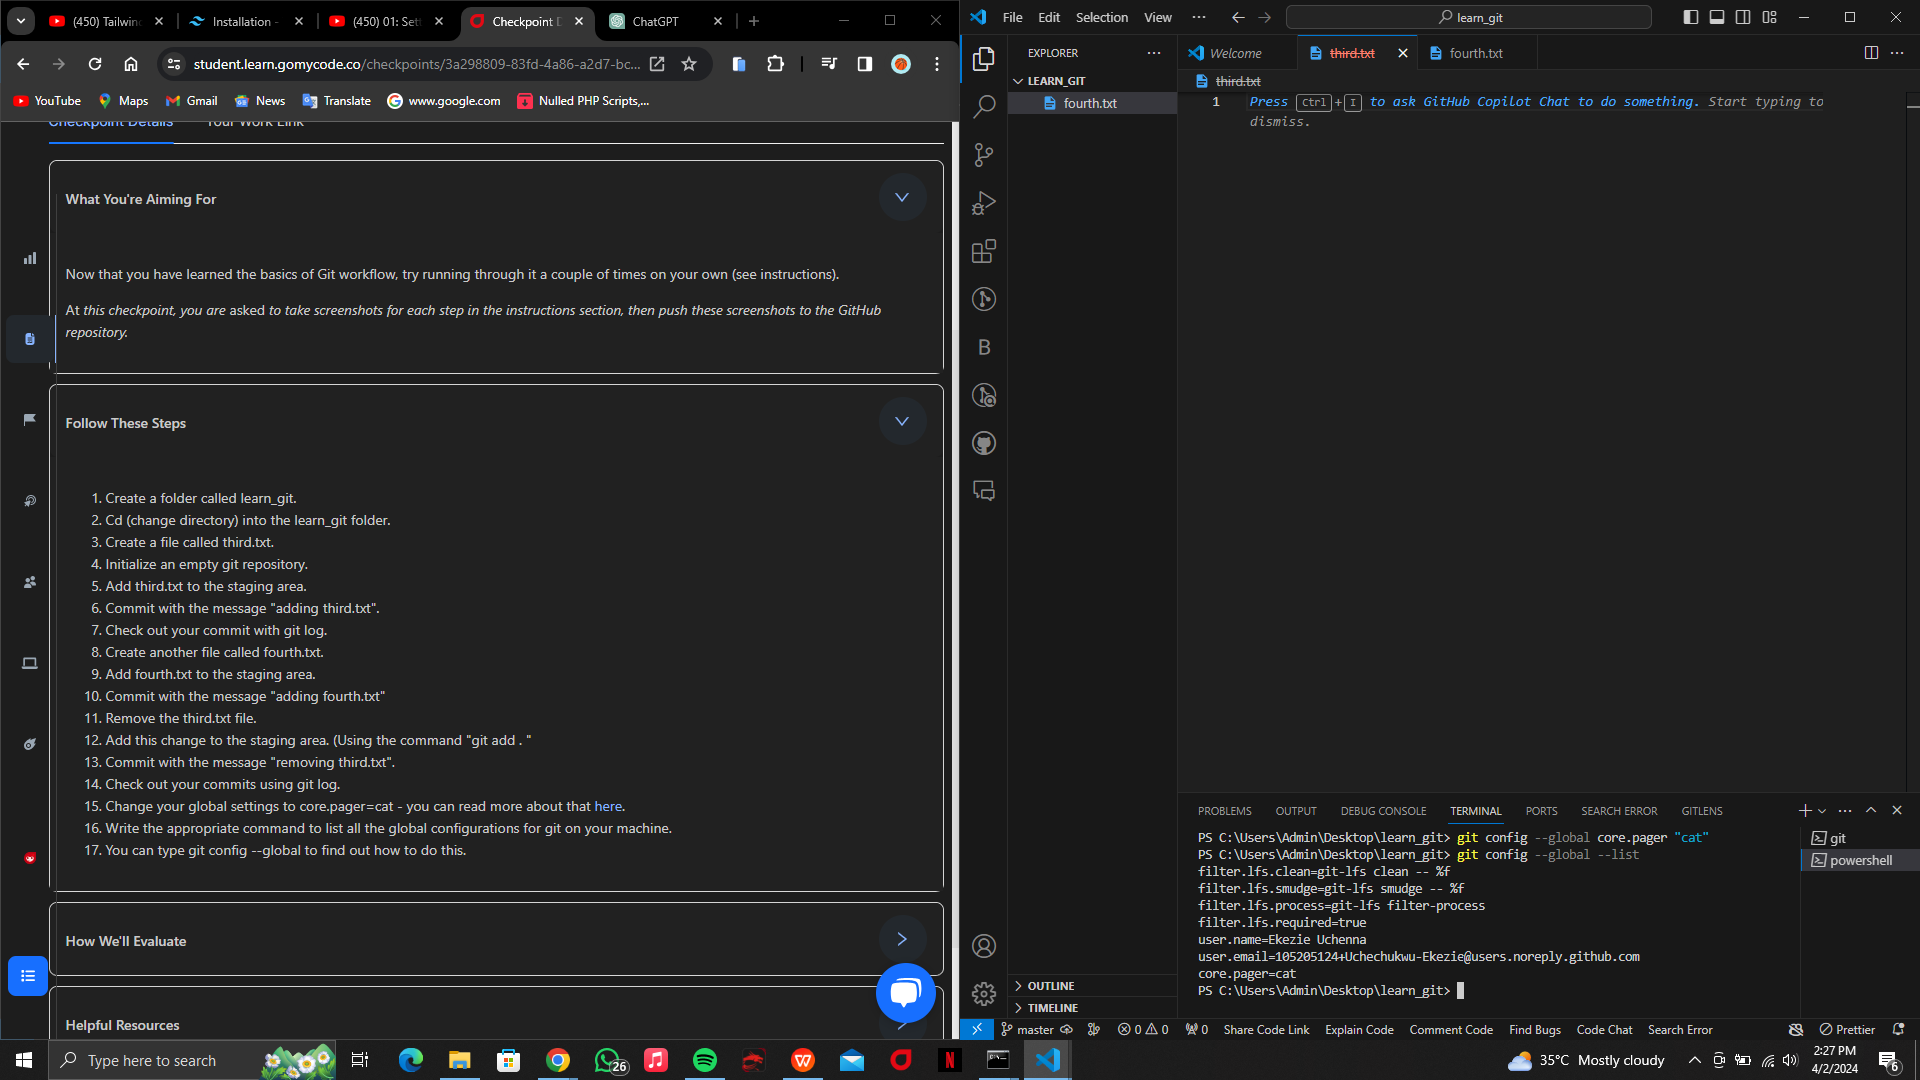 (450) Tailwin
Installation -
(450) 01: Set
Checkpoint D
ChatGPT
student.learn.gomycode.co/checkpoints/3a298809-83fd-4a86-a2d7-bc...
YouTube
Maps
Gmail
News
Translate
www.google.com
Nulled PHP Scripts,...
Checkpoint Details
Your Work Link
What You're Aiming For
Now that you have learned the basics of Git workflow, try running through it a couple of times on your own (see instructions).
At this checkpoint, you are asked to take screenshots for each step in the instructions section, then push these screenshots to the GitHub
repository.
Follow These Steps
1. Create a folder called learn_git.
2. Cd (change directory) into the learn_git folder.
3. Create a file called third.txt.
4. Initialize an empty git repository.
5. Add third.txt to the staging area.
6. Commit with the message "adding third.txt".
7. Check out your commit with git log.
8. Create another file called fourth.txt.
9. Add fourth.txt to the staging area.
10. Commit with the message "adding fourth.txt"
11. Remove the third.txt file.
12. Add this change to the staging area. (Using the command "git add . "
13. Commit with the message "removing third.txt".
14. Check out your commits using git log.
15. Change your global settings to core.pager=cat - you can read more about that here.
16. Write the appropriate command to list all the global configurations for git on your machine.
17. You can type git config --global to find out how to do this.
How We'll Evaluate
Helpful Resources
File Edit Selection View ...
learn_git
EXPLORER
LEARN_GIT
fourth.txt
Welcome
third.txt
fourth.txt
third.txt
1
Press Ctrl+I to ask GitHub Copilot Chat to do something. Start typing to
dismiss.
B
OUTLINE
TIMELINE
PROBLEMS OUTPUT DEBUG CONSOLE TERMINAL PORTS SEARCH ERROR GITLENS
PS C:\Users\Admin\Desktop\learn_git> git config --global core.pager "cat"
PS C:\Users\Admin\Desktop\learn_git> git config --global --list
filter.lfs.clean=git-lfs clean -- %f
filter.lfs.smudge=git-lfs smudge -- %f
filter.lfs.process=git-lfs filter-process
filter.lfs.required=true
user.name=Ekezie Uchenna
user.email=105205124+Uchechukwu-Ekezie@users.noreply.github.com
core.pager=cat
PS C:\Users\Admin\Desktop\learn_git>
git
powershell
master
0 0
0
Share Code Link
Explain Code
Comment Code
Find Bugs
Code Chat
Search Error
Prettier
Type here to search
26
35°C Mostly cloudy
2:27 PM
4/2/2024
6